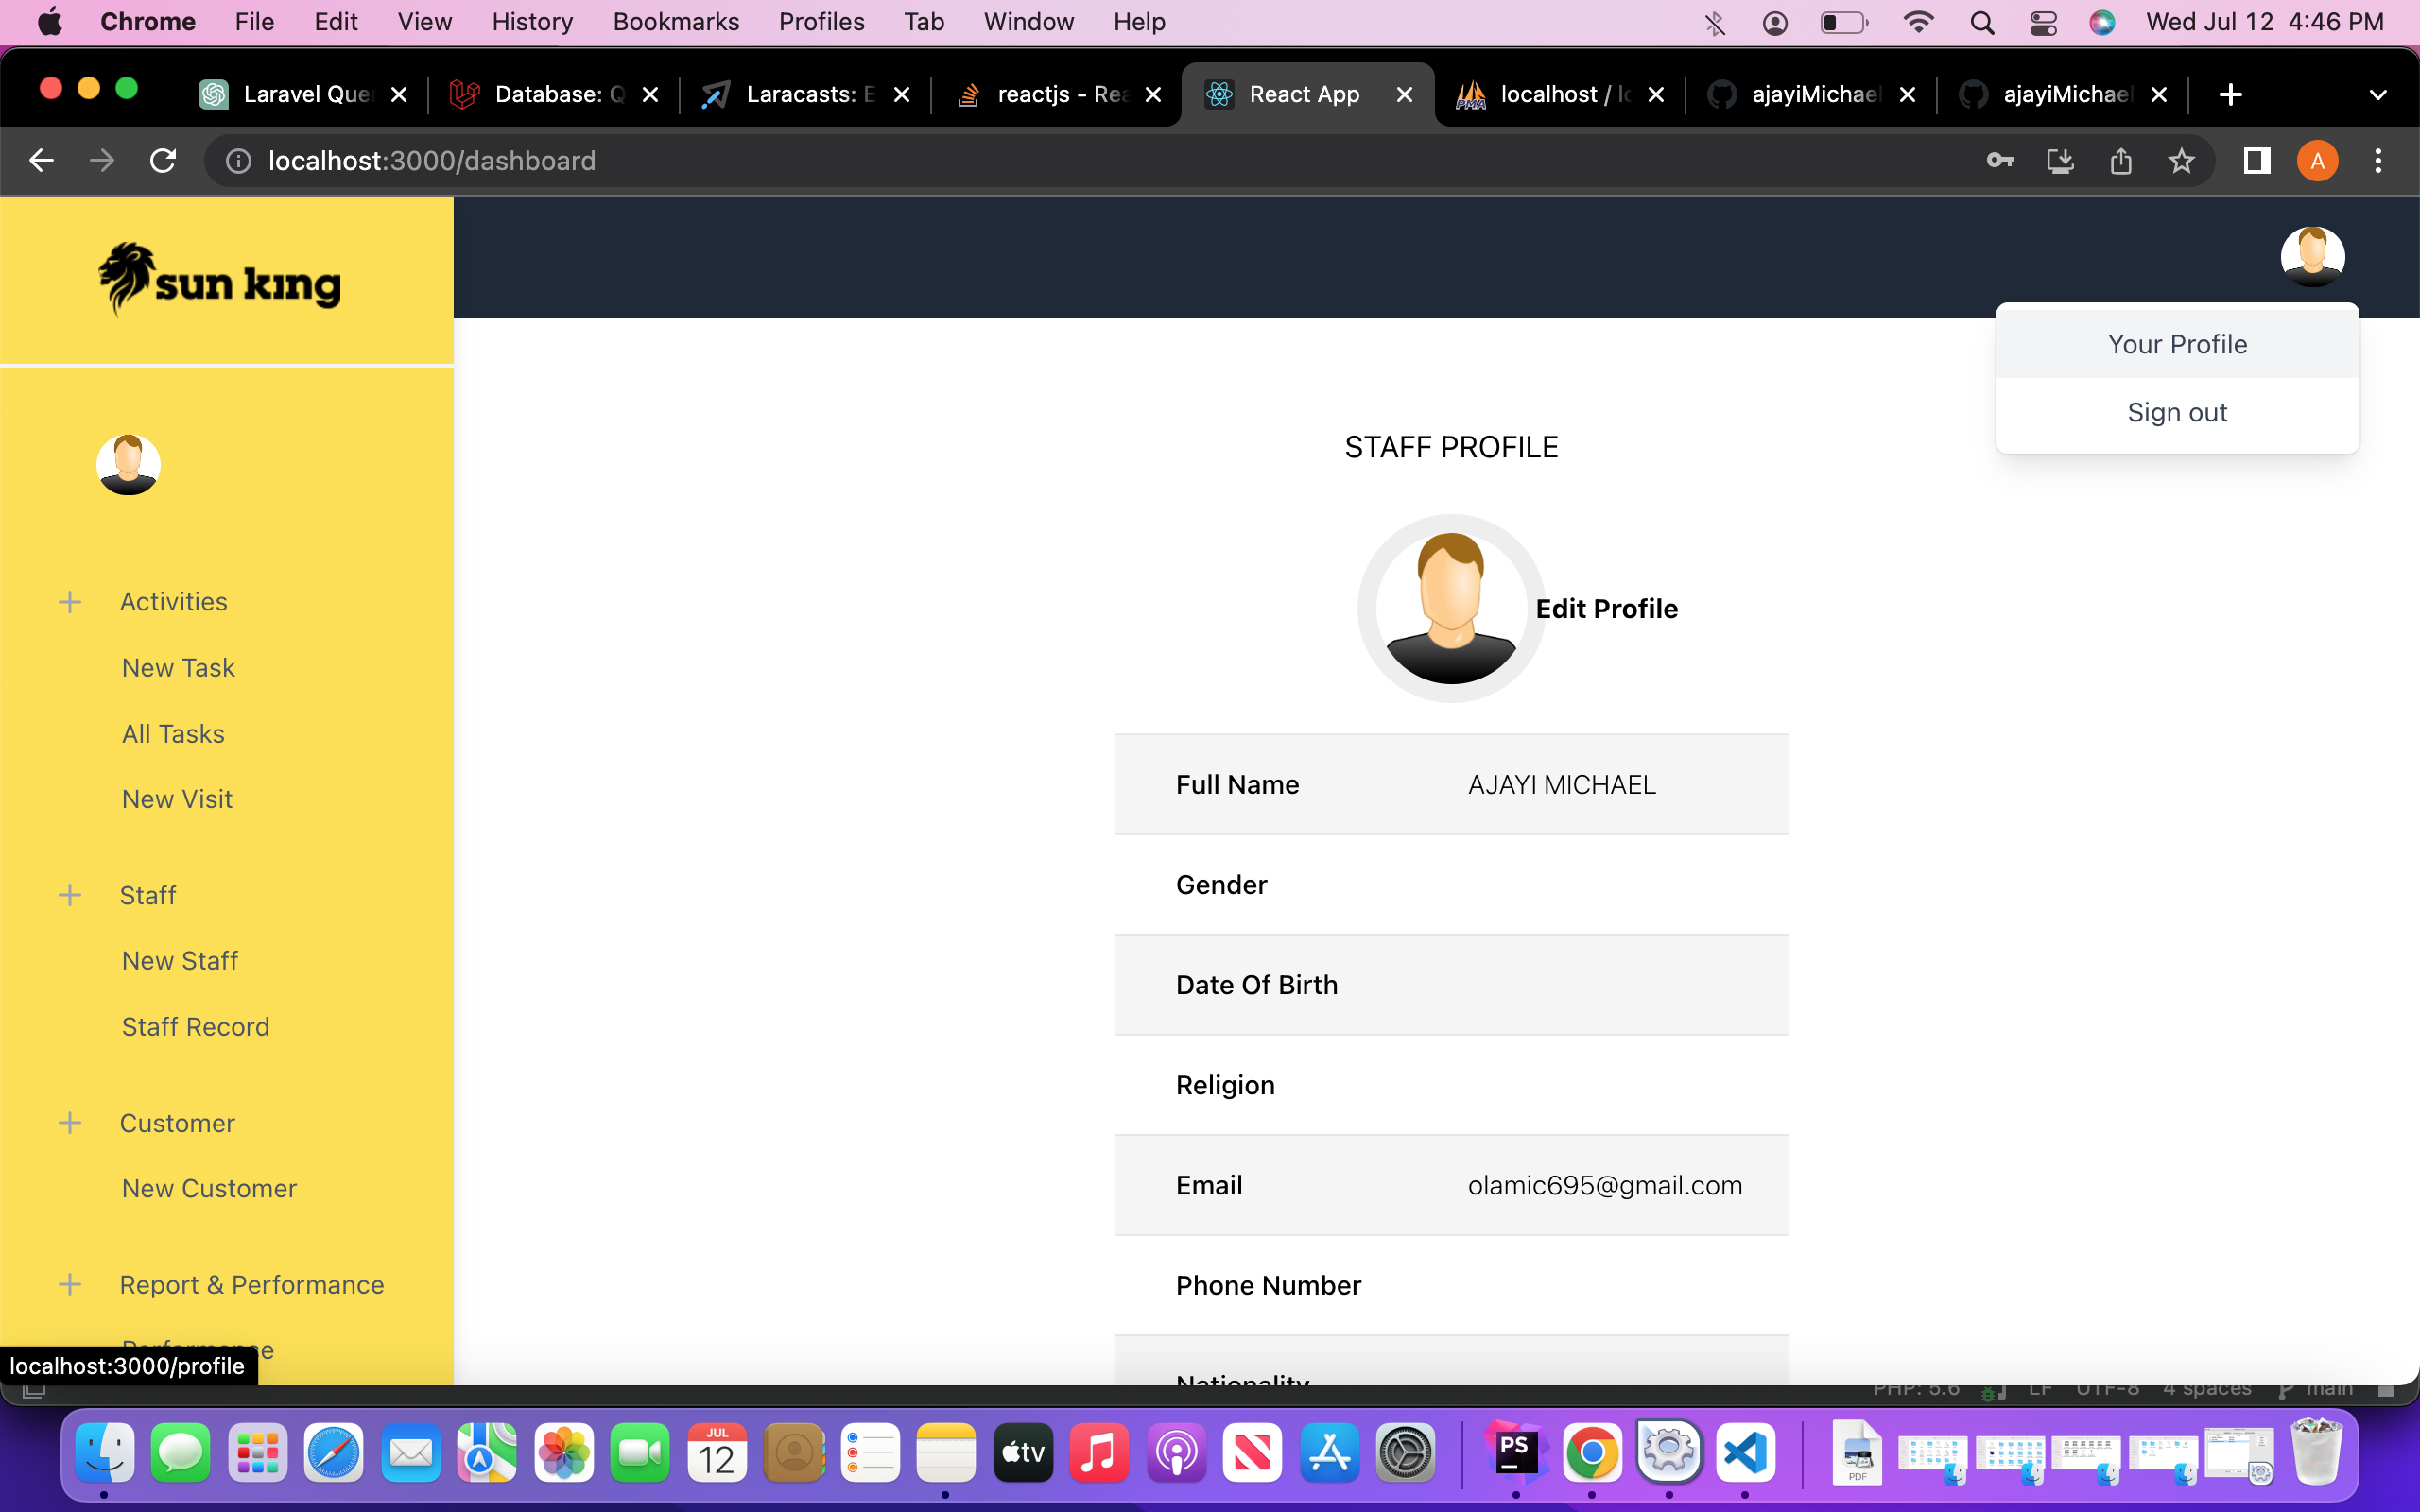 Chrome File Edit View History Bookmarks Profiles Tab Window Help Wed Jul 12 4:46 PM
Laravel Que Database: Q Laracasts: E reactjs - Rea React App localhost / lo ajayiMichael ajayiMichael
localhost:3000/dashboard A
sun king
Your Profile
Sign out
STAFF PROFILE
Edit Profile
Activities
New Task
All Tasks
New Visit
Staff
New Staff
Staff Record
Customer
New Customer
Report & Performance
Performance
Full Name AJAYI MICHAEL
Gender
Date Of Birth
Religion
Email olamic695@gmail.com
Phone Number
Nationality
localhost:3000/profile
PHP: 5.6 LF UTF-8 4 spaces main
JUL
12
tv
PS
PDF